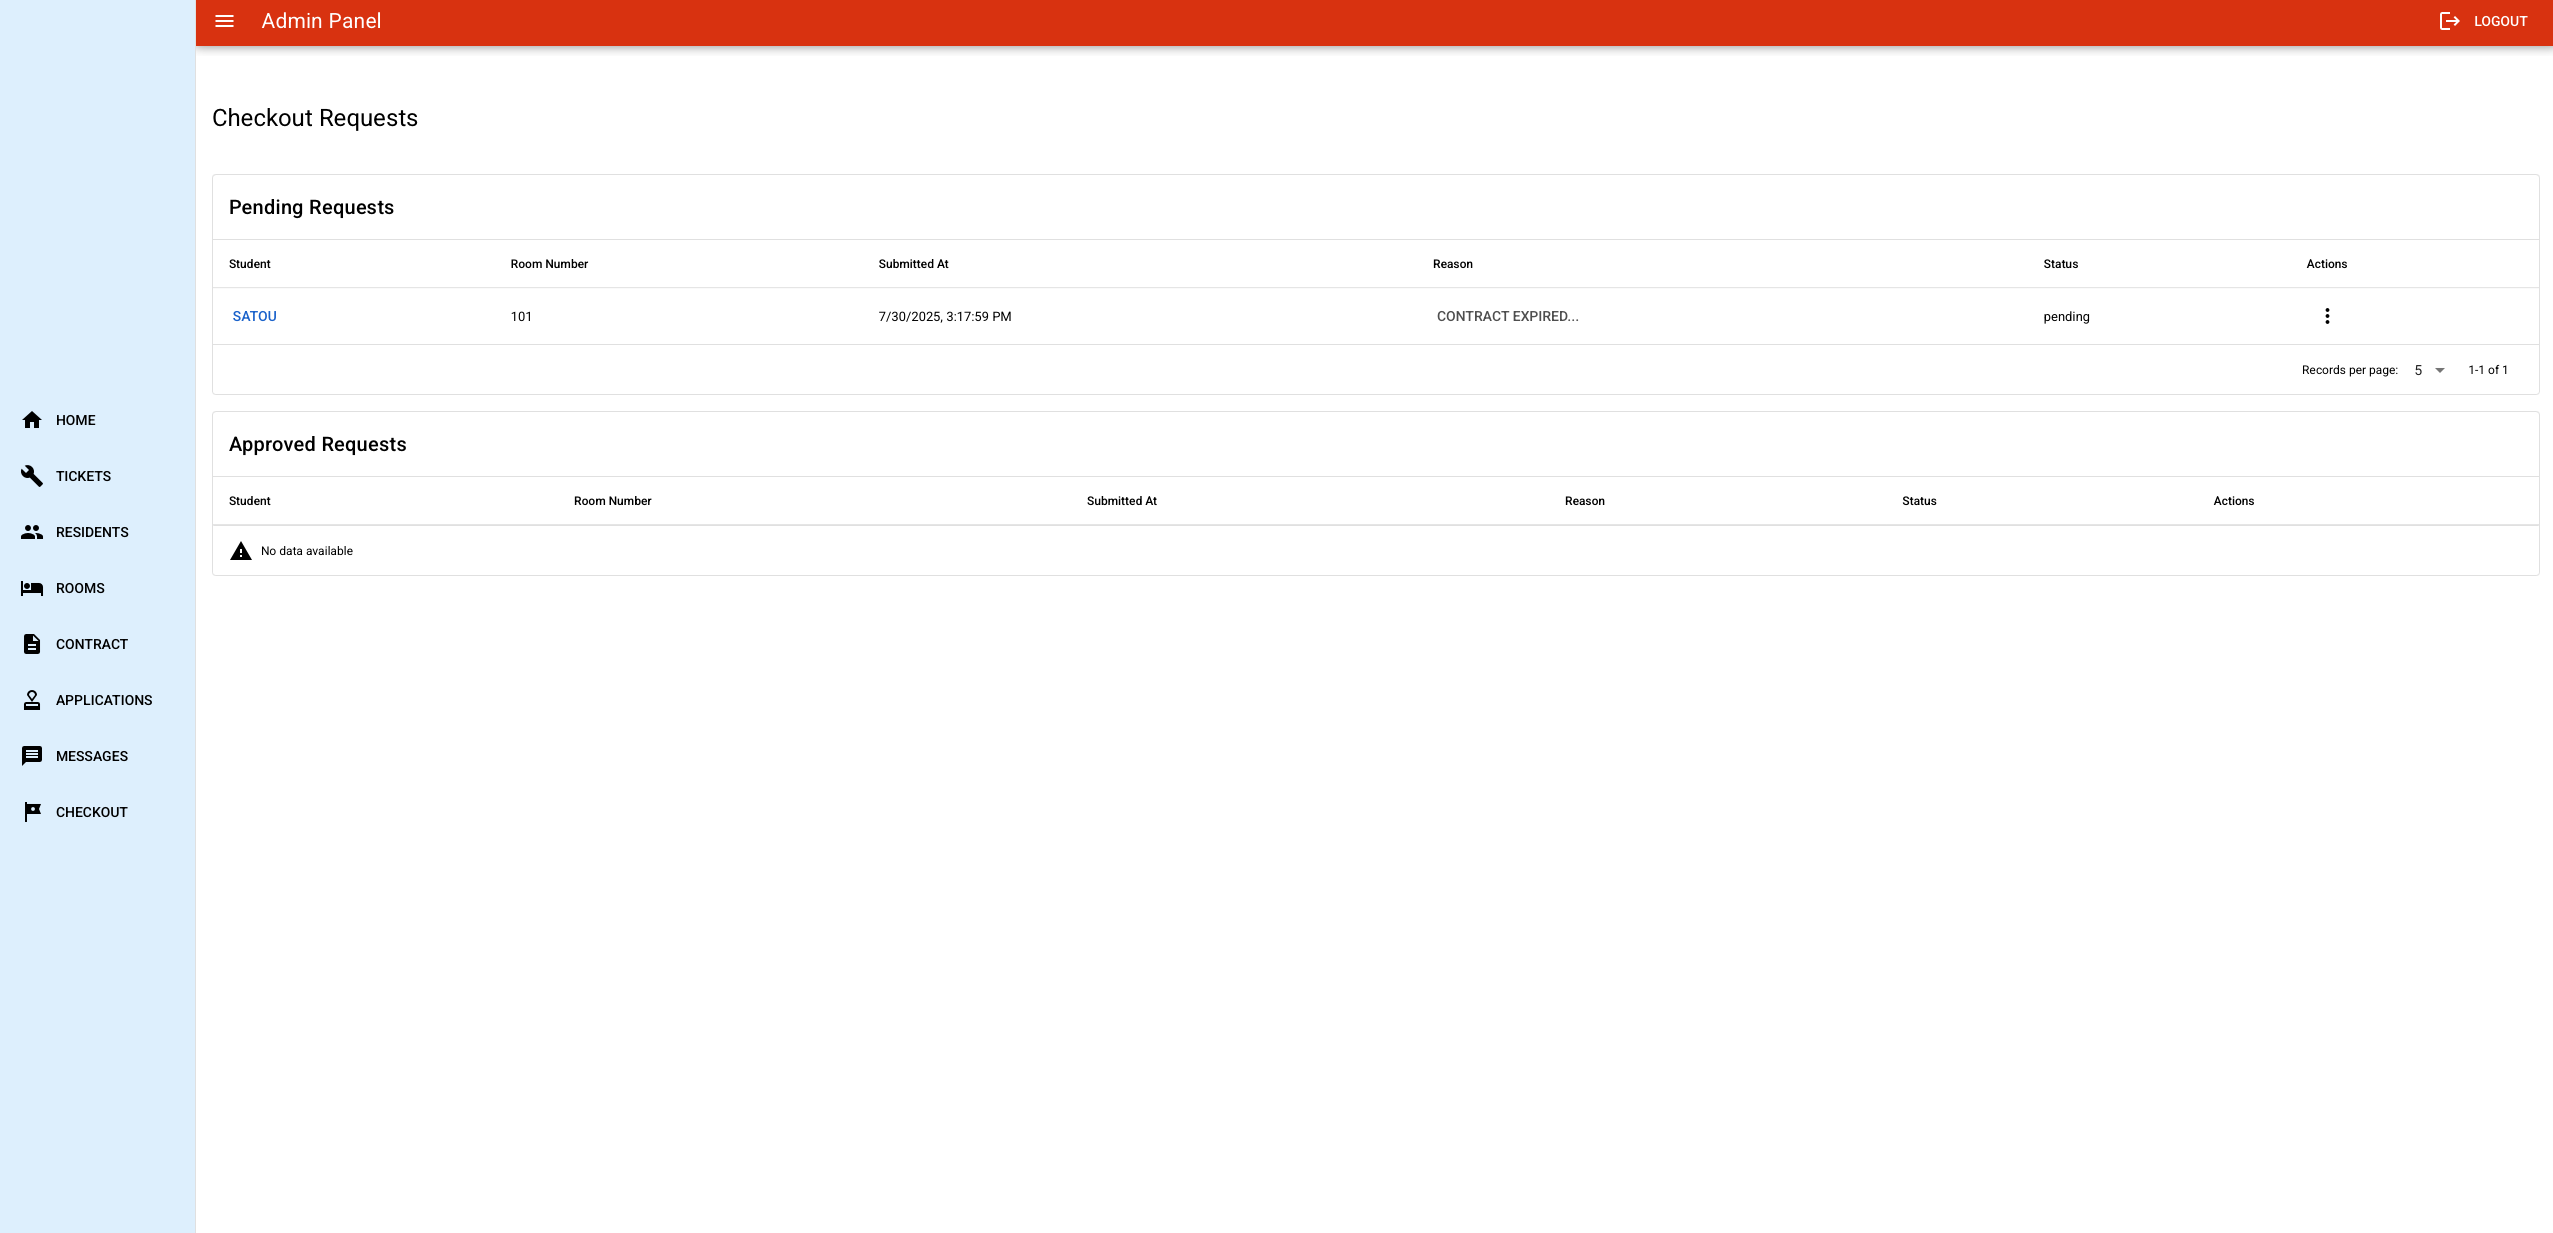 Admin Panel
LOGOUT
Checkout Requests
Pending Requests
Student Room Number Submitted At Reason Status Actions
SATOU 101 7/30/2025, 3:17:59 PM CONTRACT EXPIRED... pending
Records per page: 5 1-1 of 1
Approved Requests
Student Room Number Submitted At Reason Status Actions
No data available
HOME
TICKETS
RESIDENTS
ROOMS
CONTRACT
APPLICATIONS
MESSAGES
CHECKOUT